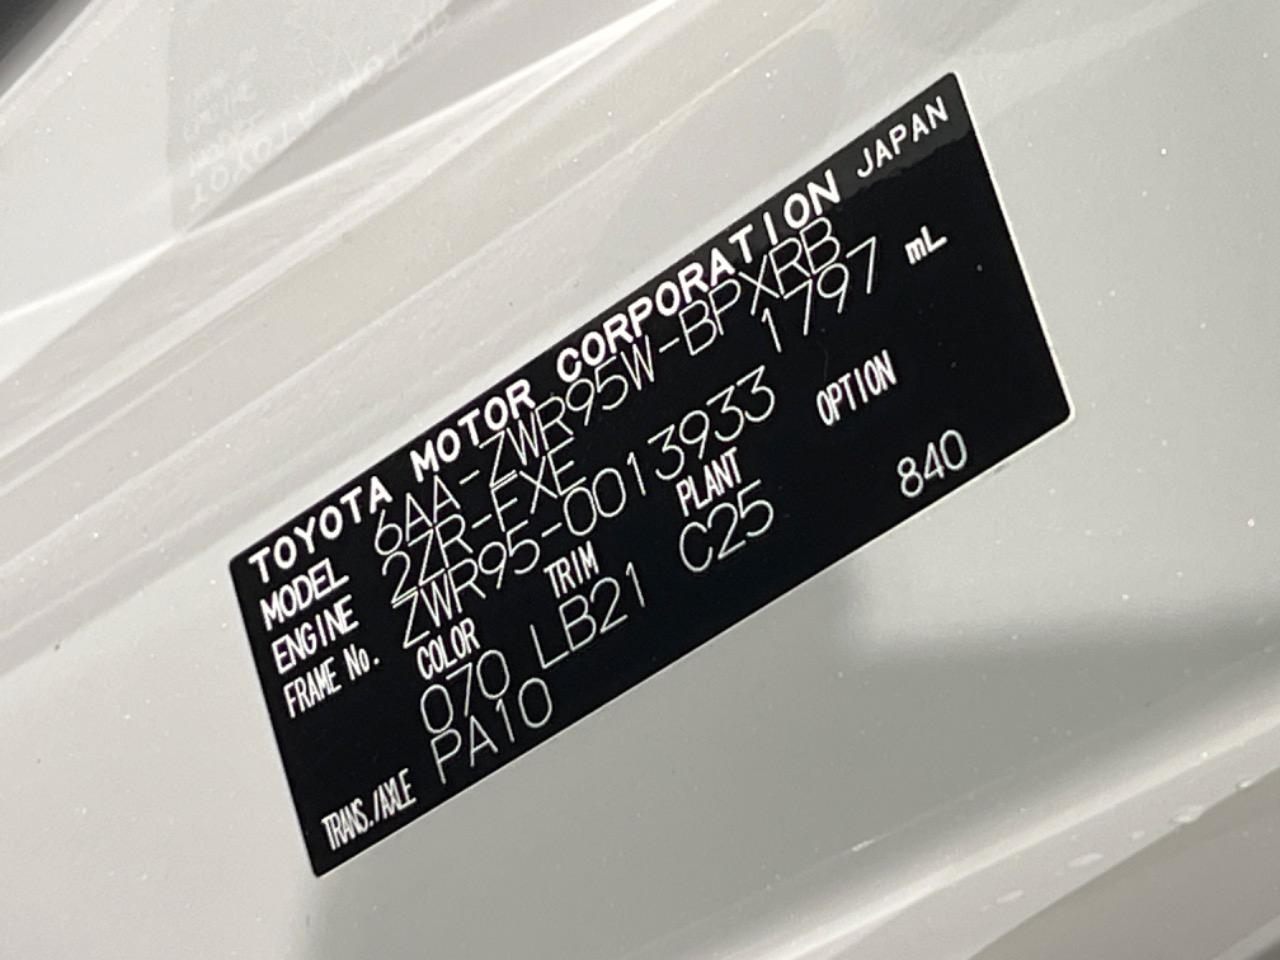 TOYOTA MOTOR CORPORATION JAPAN
MODEL 6AA-ZWR95W-BPXRB
ENGINE 2ZR-FXE 1797 mL
FRAME No. ZWR95-0013933
COLOR TRIM PLANT OPTION
070 LB21 C25 840
TRANS./AXLE PA10